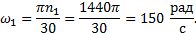 ω₁ = πn₁/30 = 1440π/30 = 150 рад/с.